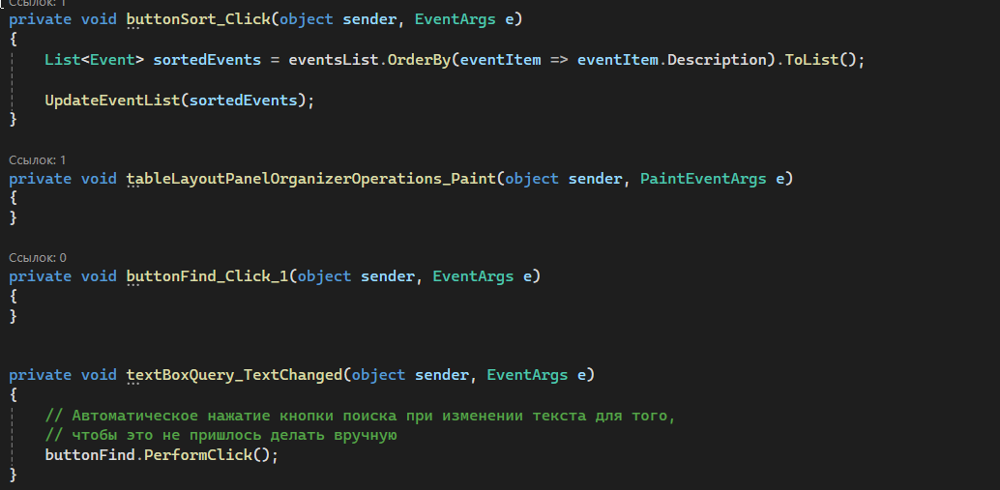 Ссылок: 1
private void buttonSort_Click(object sender, EventArgs e)
{
List<Event> sortedEvents = eventsList.OrderBy(eventItem => eventItem.Description).ToList();
UpdateEventList(sortedEvents);
}
Ссылок: 1
private void tableLayoutPanelOrganizerOperations_Paint(object sender, PaintEventArgs e)
{
}
Ссылок: 0
private void buttonFind_Click_1(object sender, EventArgs e)
{
}
private void textBoxQuery_TextChanged(object sender, EventArgs e)
{
// Автоматическое нажатие кнопки поиска при изменении текста для того,
// чтобы это не пришлось делать вручную
buttonFind.PerformClick();
}